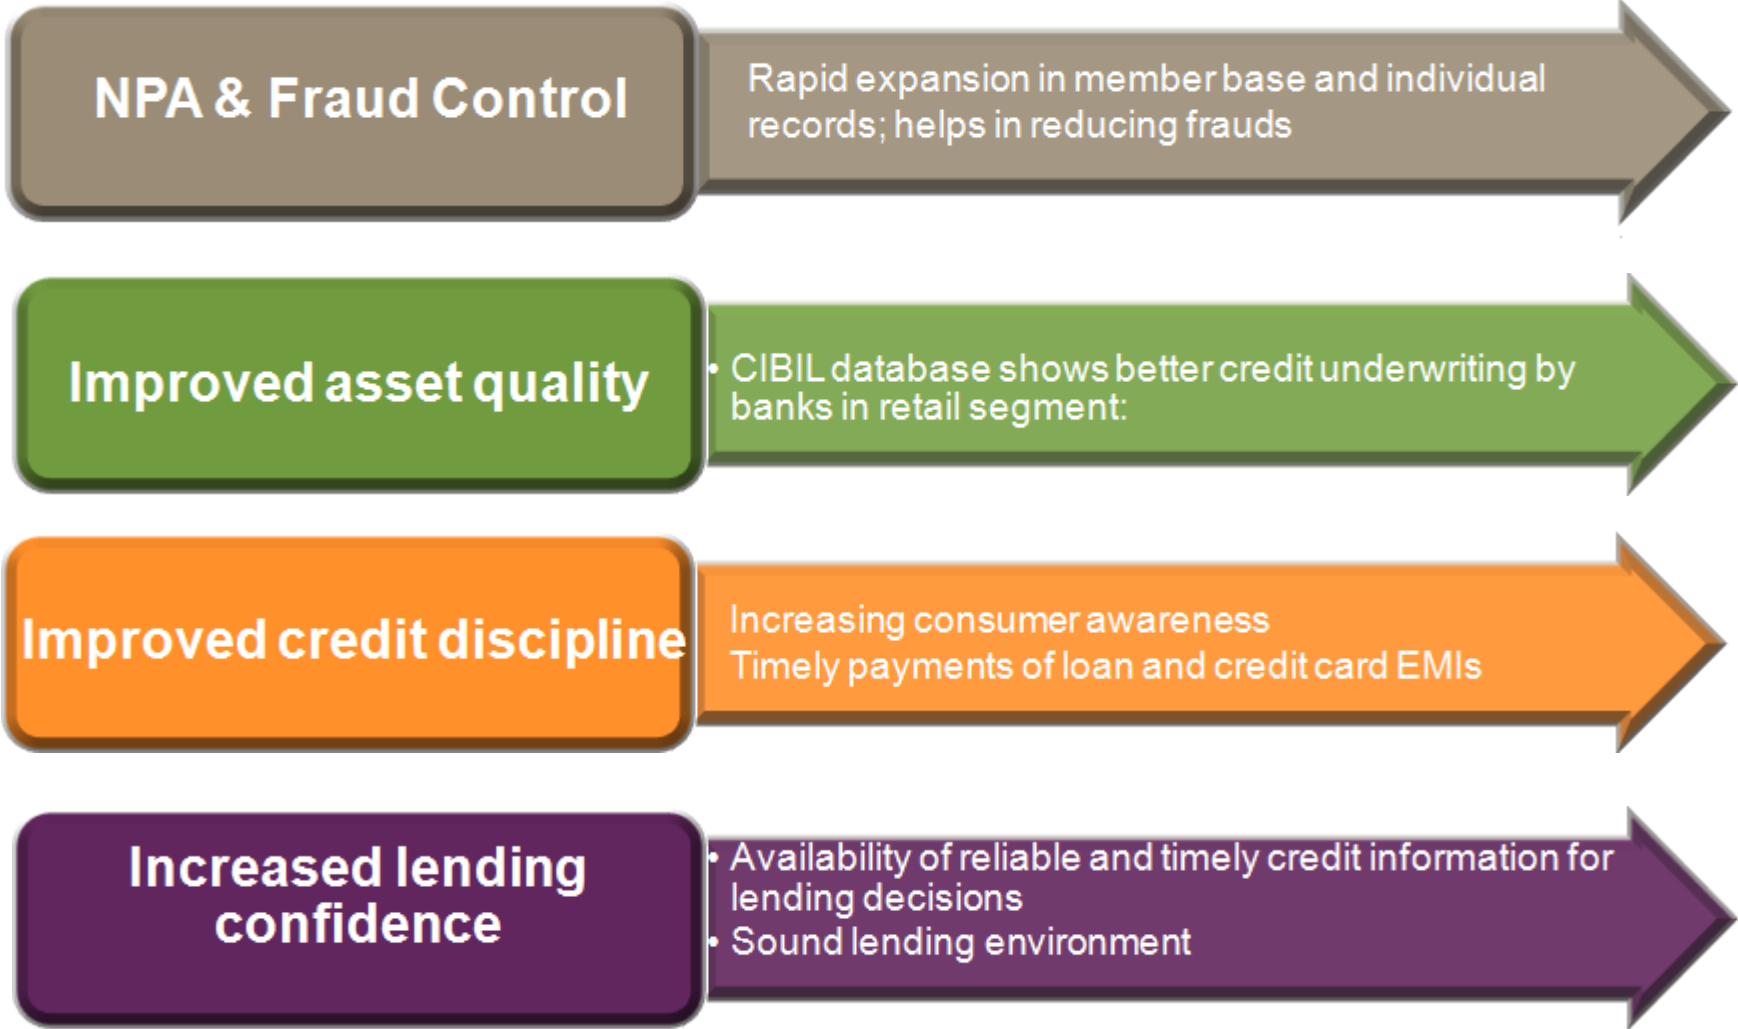 NPA & Fraud Control
Rapid expansion in member base and individual
records; helps in reducing frauds
Improved asset quality
• CIBIL database shows better credit underwriting by
banks in retail segment:
Improved credit discipline
Increasing consumer awareness
Timely payments of loan and credit card EMIs
Increased lending
confidence
• Availability of reliable and timely credit information for
lending decisions
• Sound lending environment